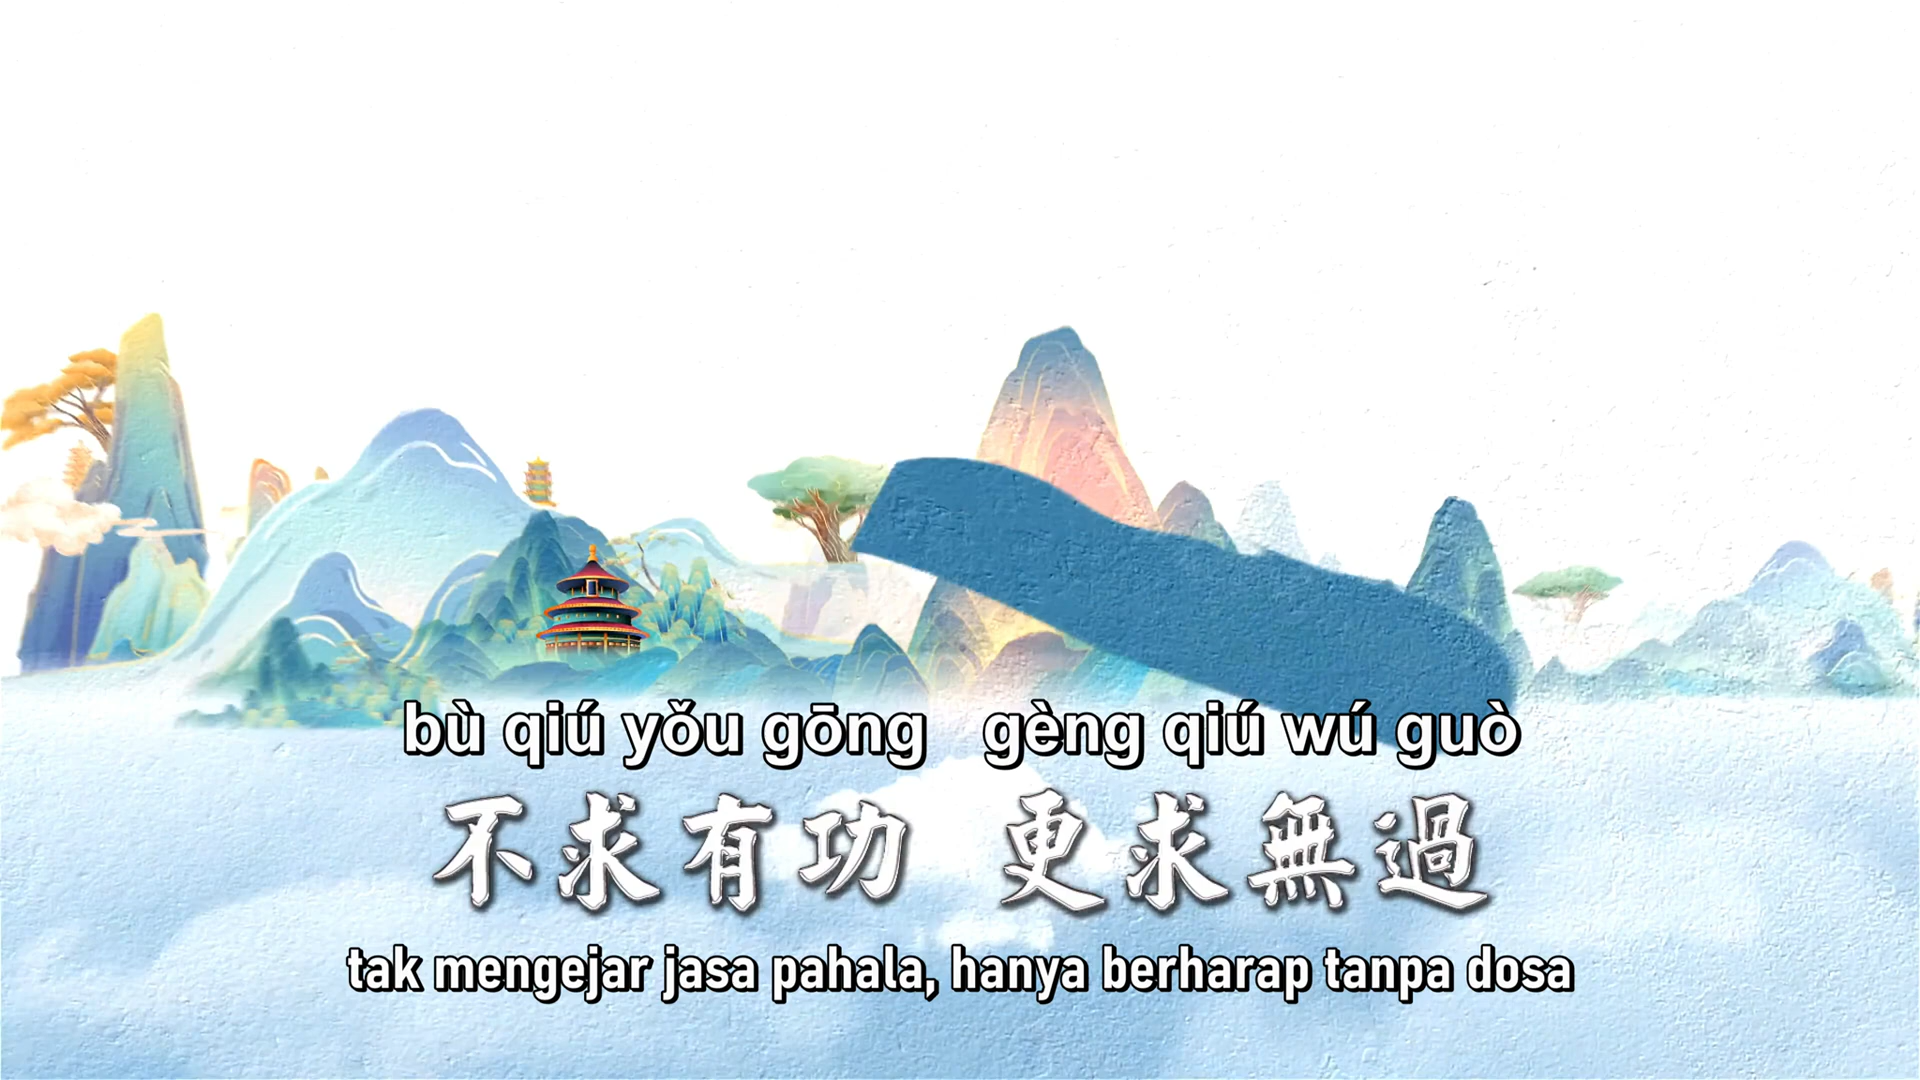 bù qiú yǒu gōng gèng qiú wú guò
不求有功 更求無過
tak mengejar jasa pahala, hanya berharap tanpa dosa